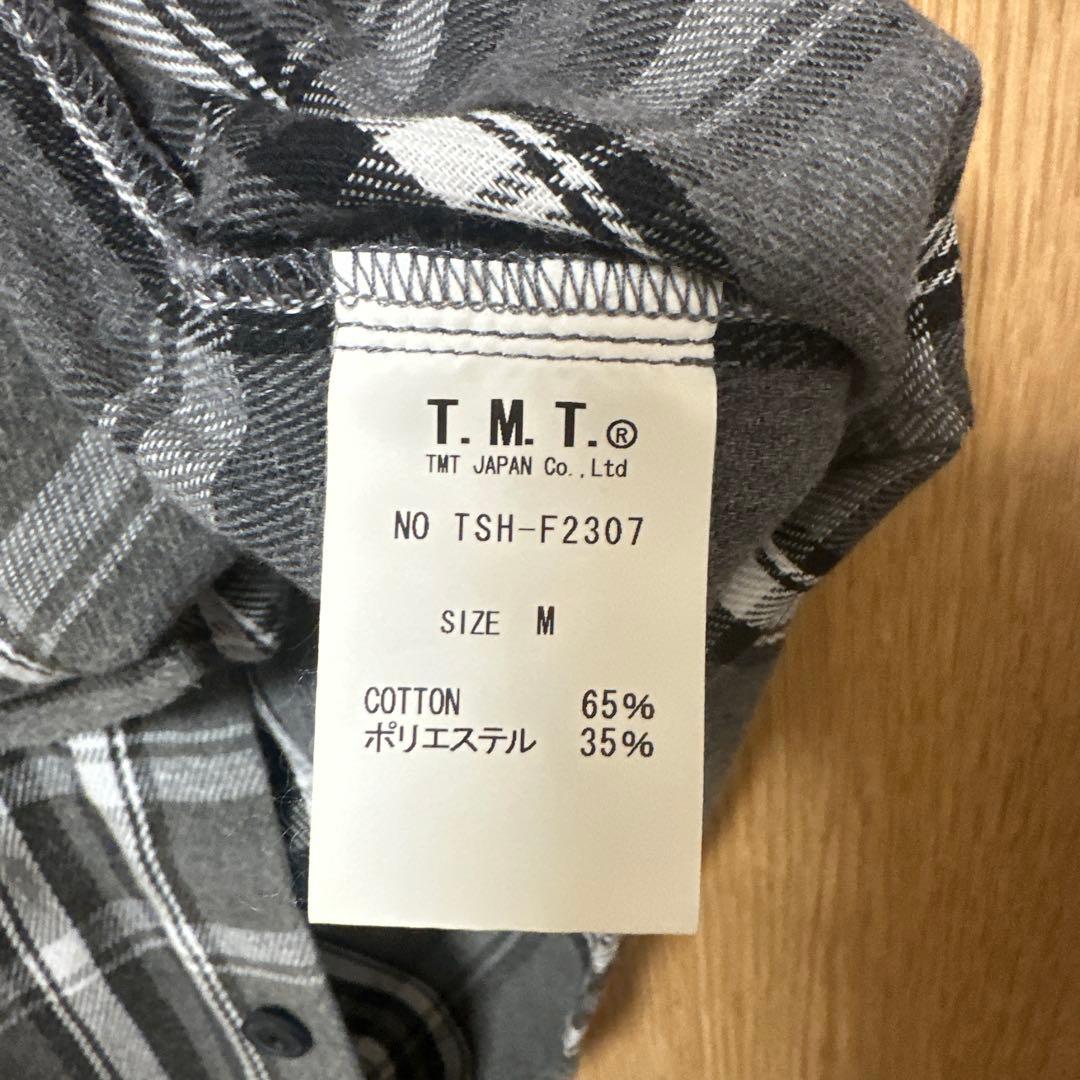 T.M.T.®
TMT JAPAN Co.,Ltd
NO TSH-F2307
SIZE M
COTTON 65%
ポリエステル 35%